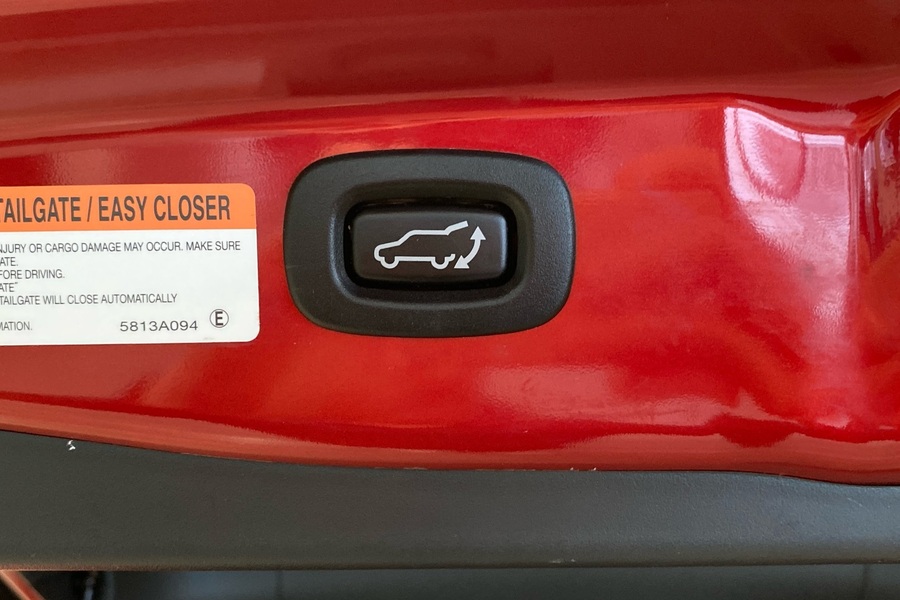 TAILGATE / EASY CLOSER
NJURY OR CARGO DAMAGE MAY OCCUR. MAKE SURE
ATE.
FORE DRIVING.
ATE"
TAILGATE WILL CLOSE AUTOMATICALLY
MATION.
5813A094 Ⓔ